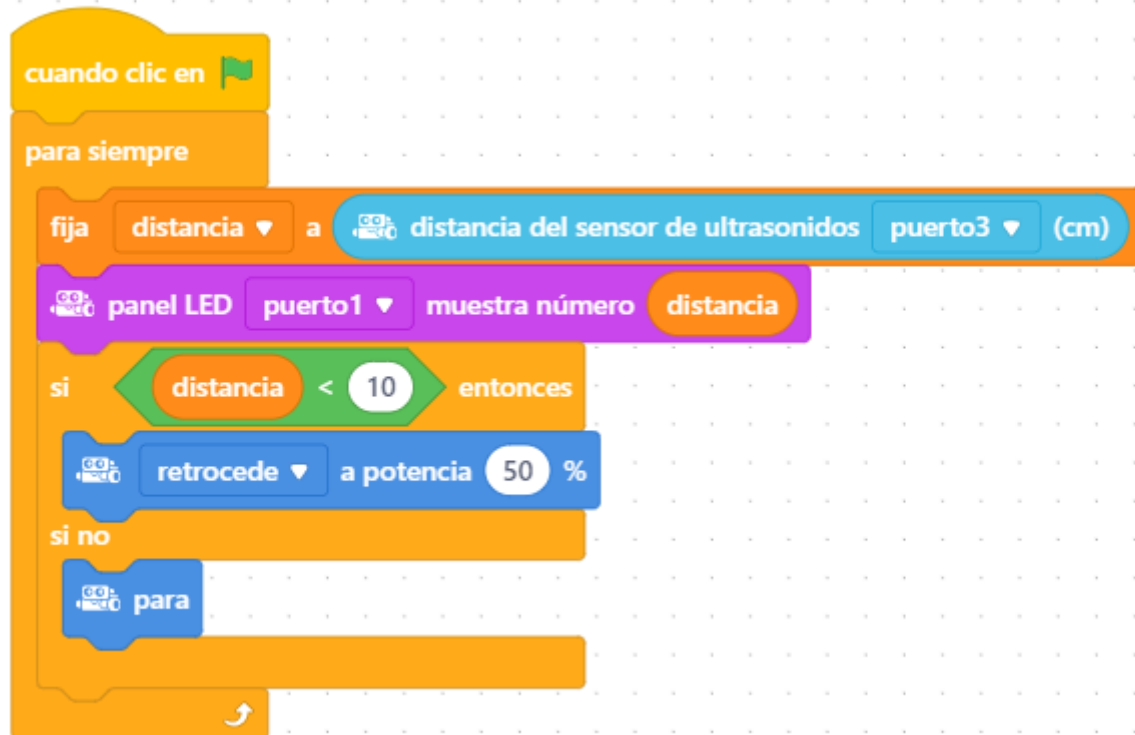 cuando clic en
para siempre
fija distancia a distancia del sensor de ultrasonidos puerto3 (cm)
panel LED puerto1 muestra número distancia
si distancia < 10 entonces
retrocede a potencia 50 %
si no
para